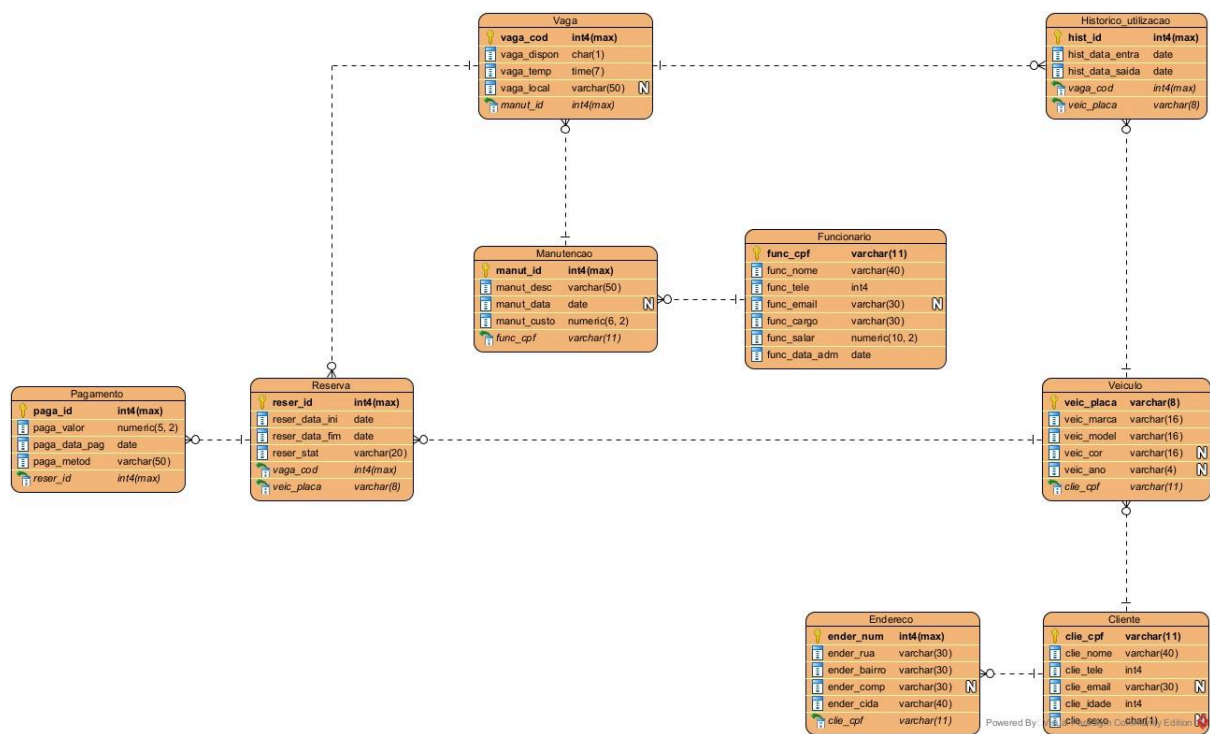 Vaga
vaga_cod int4(max)
vaga_dispon char(1)
vaga_temp time(7)
vaga_local varchar(50) N
manut_id int4(max)
Historico_utilizacao
hist_id int4(max)
hist_data_entra date
hist_data_saida date
vaga_cod int4(max)
veic_placa varchar(8)
Manutencao
manut_id int4(max)
manut_desc varchar(50)
manut_data date N
manut_custo numeric(6, 2)
func_cpf varchar(11)
Funcionario
func_cpf varchar(11)
func_nome varchar(40)
func_tele int4
func_email varchar(30) N
func_cargo varchar(30)
func_salar numeric(10, 2)
func_data_adm date
Pagamento
paga_id int4(max)
paga_valor numeric(5, 2)
paga_data_pag date
paga_metod varchar(50)
reser_id int4(max)
Reserva
reser_id int4(max)
reser_data_ini date
reser_data_fim date
reser_stat varchar(20)
vaga_cod int4(max)
veic_placa varchar(8)
Veiculo
veic_placa varchar(8)
veic_marca varchar(16)
veic_model varchar(16)
veic_cor varchar(16) N
veic_ano varchar(4) N
clie_cpf varchar(11)
Endereco
ender_num int4(max)
ender_rua varchar(30)
ender_bairro varchar(30)
ender_comp varchar(30) N
ender_cida varchar(40)
clie_cpf varchar(11)
Cliente
clie_cpf varchar(11)
clie_nome varchar(40)
clie_tele int4
clie_email varchar(30) N
clie_idade int4
clie_sexo char(1)
Powered By: Visual Paradigm Community Edition